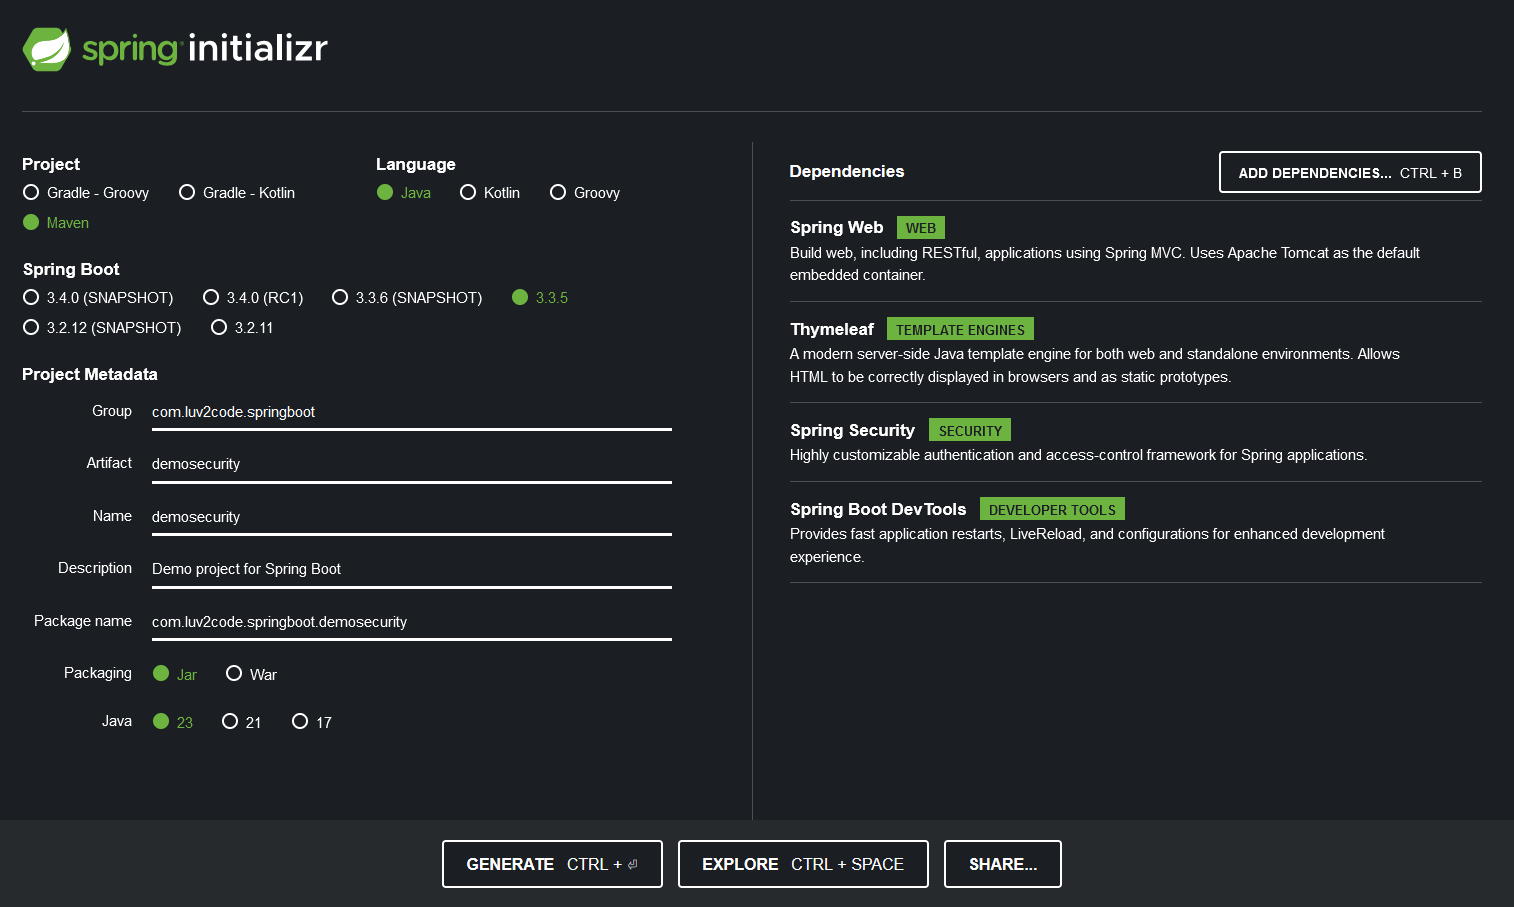 spring initializr
Project
Gradle - Groovy Gradle - Kotlin
Maven
Language
Java Kotlin Groovy
Spring Boot
3.4.0 (SNAPSHOT) 3.4.0 (RC1) 3.3.6 (SNAPSHOT) 3.3.5
3.2.12 (SNAPSHOT) 3.2.11
Project Metadata
Group com.luv2code.springboot
Artifact demosecurity
Name demosecurity
Description Demo project for Spring Boot
Package name com.luv2code.springboot.demosecurity
Packaging Jar War
Java 23 21 17
Dependencies ADD DEPENDENCIES... CTRL + B
Spring Web WEB
Build web, including RESTful, applications using Spring MVC. Uses Apache Tomcat as the default
embedded container.
Thymeleaf TEMPLATE ENGINES
A modern server-side Java template engine for both web and standalone environments. Allows
HTML to be correctly displayed in browsers and as static prototypes.
Spring Security SECURITY
Highly customizable authentication and access-control framework for Spring applications.
Spring Boot DevTools DEVELOPER TOOLS
Provides fast application restarts, LiveReload, and configurations for enhanced development
experience.
GENERATE CTRL + ⏎ EXPLORE CTRL + SPACE SHARE...